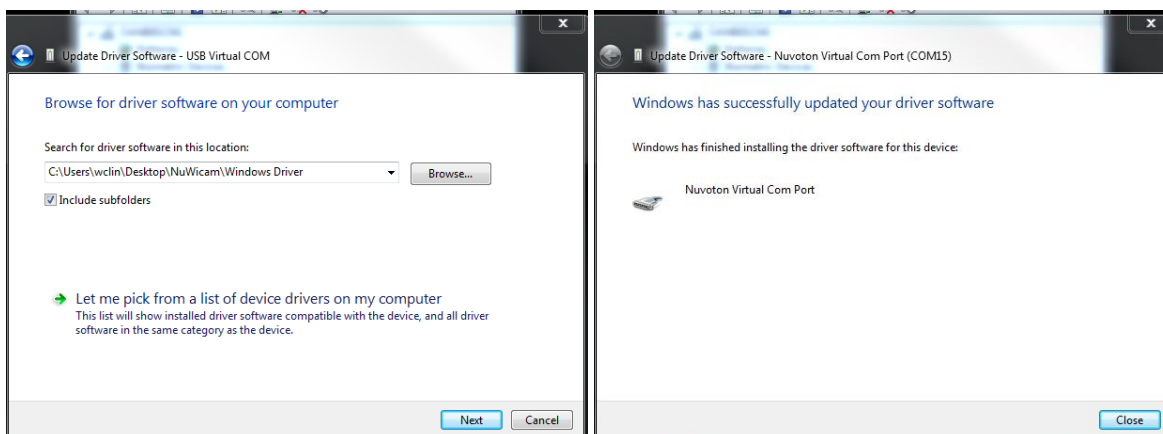 X
Update Driver Software - USB Virtual COM
Browse for driver software on your computer
Search for driver software in this location:
C:\Users\wclin\Desktop\NuWicam\Windows Driver
Browse...
Include subfolders
Let me pick from a list of device drivers on my computer
This list will show installed driver software compatible with the device, and all driver
software in the same category as the device.
Next
Cancel
X
Update Driver Software - Nuvoton Virtual Com Port (COM15)
Windows has successfully updated your driver software
Windows has finished installing the driver software for this device:
Nuvoton Virtual Com Port
Close